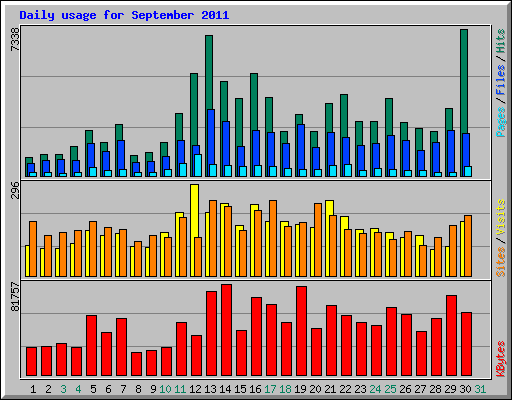 Daily usage for September 2011
7338
Pages / Files / Hits
296
Sites / Visits
81757
KBytes
1 2 3 4 5 6 7 8 9 10 11 12 13 14 15 16 17 18 19 20 21 22 23 24 25 26 27 28 29 30 31